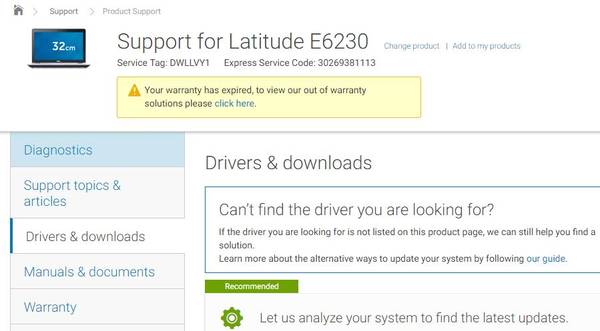 Support
Product Support
32cm
Support for Latitude E6230
Change product | Add to my products
Service Tag: DWLLVY1 Express Service Code: 30269381113
Your warranty has expired, to view our out of warranty
solutions please click here.
Diagnostics
Support topics &
articles
Drivers & downloads
Manuals & documents
Warranty
Drivers & downloads
Can't find the driver you are looking for?
If the driver you are looking for is not listed on this product page, we can still help you find a
solution.
Learn more about the alternative ways to update your system by following our guide.
Recommended
Let us analyze your system to find the latest updates.